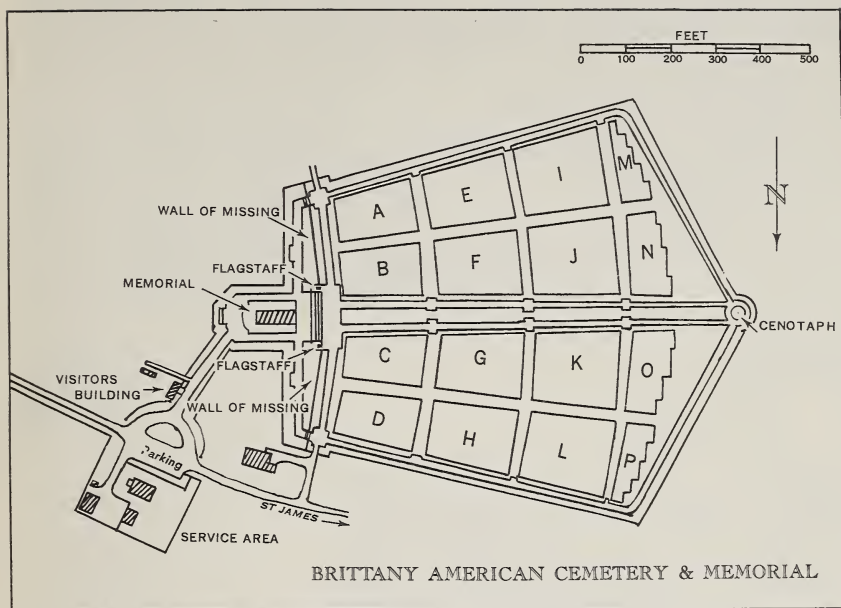 FEET
0 100 200 300 400 500
N
WALL OF MISSING
FLAGSTAFF
MEMORIAL
A
E
I
M
B
F
J
N
CENOTAPH
C
G
K
O
D
H
L
P
FLAGSTAFF
WALL OF MISSING
VISITORS
BUILDING
Parking
ST JAMES
SERVICE AREA
BRITTANY AMERICAN CEMETERY & MEMORIAL